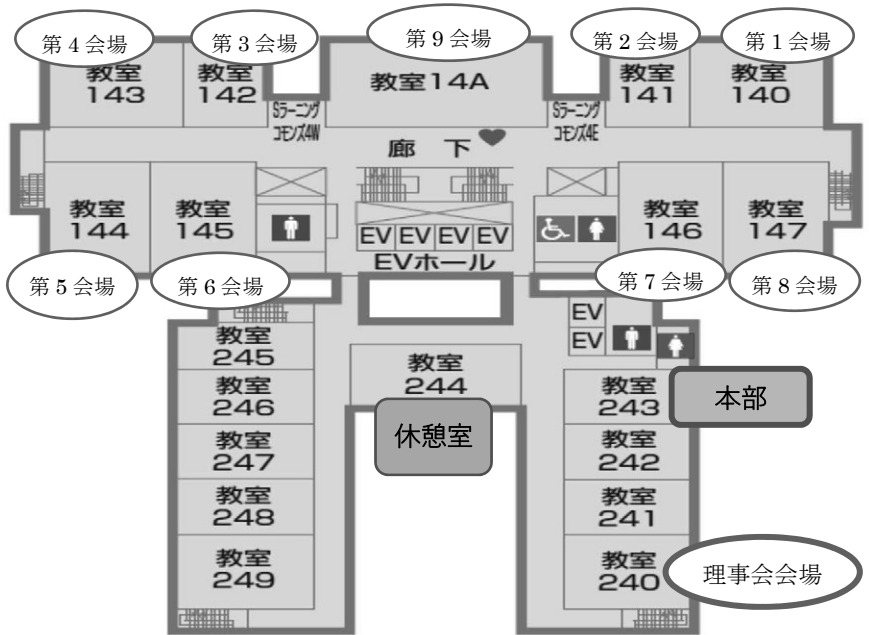 第4会場
第3会場
第9会場
第2会場
第1会場
教室
143
教室
142
教室14A
教室
141
教室
140
Sラーニング
コモンズ4W
Sラーニング
コモンズ4E
廊 下
教室
144
教室
145
教室
146
教室
147
EV EV EV EV
EVホール
第5会場
第6会場
第7会場
第8会場
EV
EV
教室
245
教室
244
教室
246
教室
243
本部
休憩室
教室
247
教室
242
教室
248
教室
241
教室
249
教室
240
理事会会場